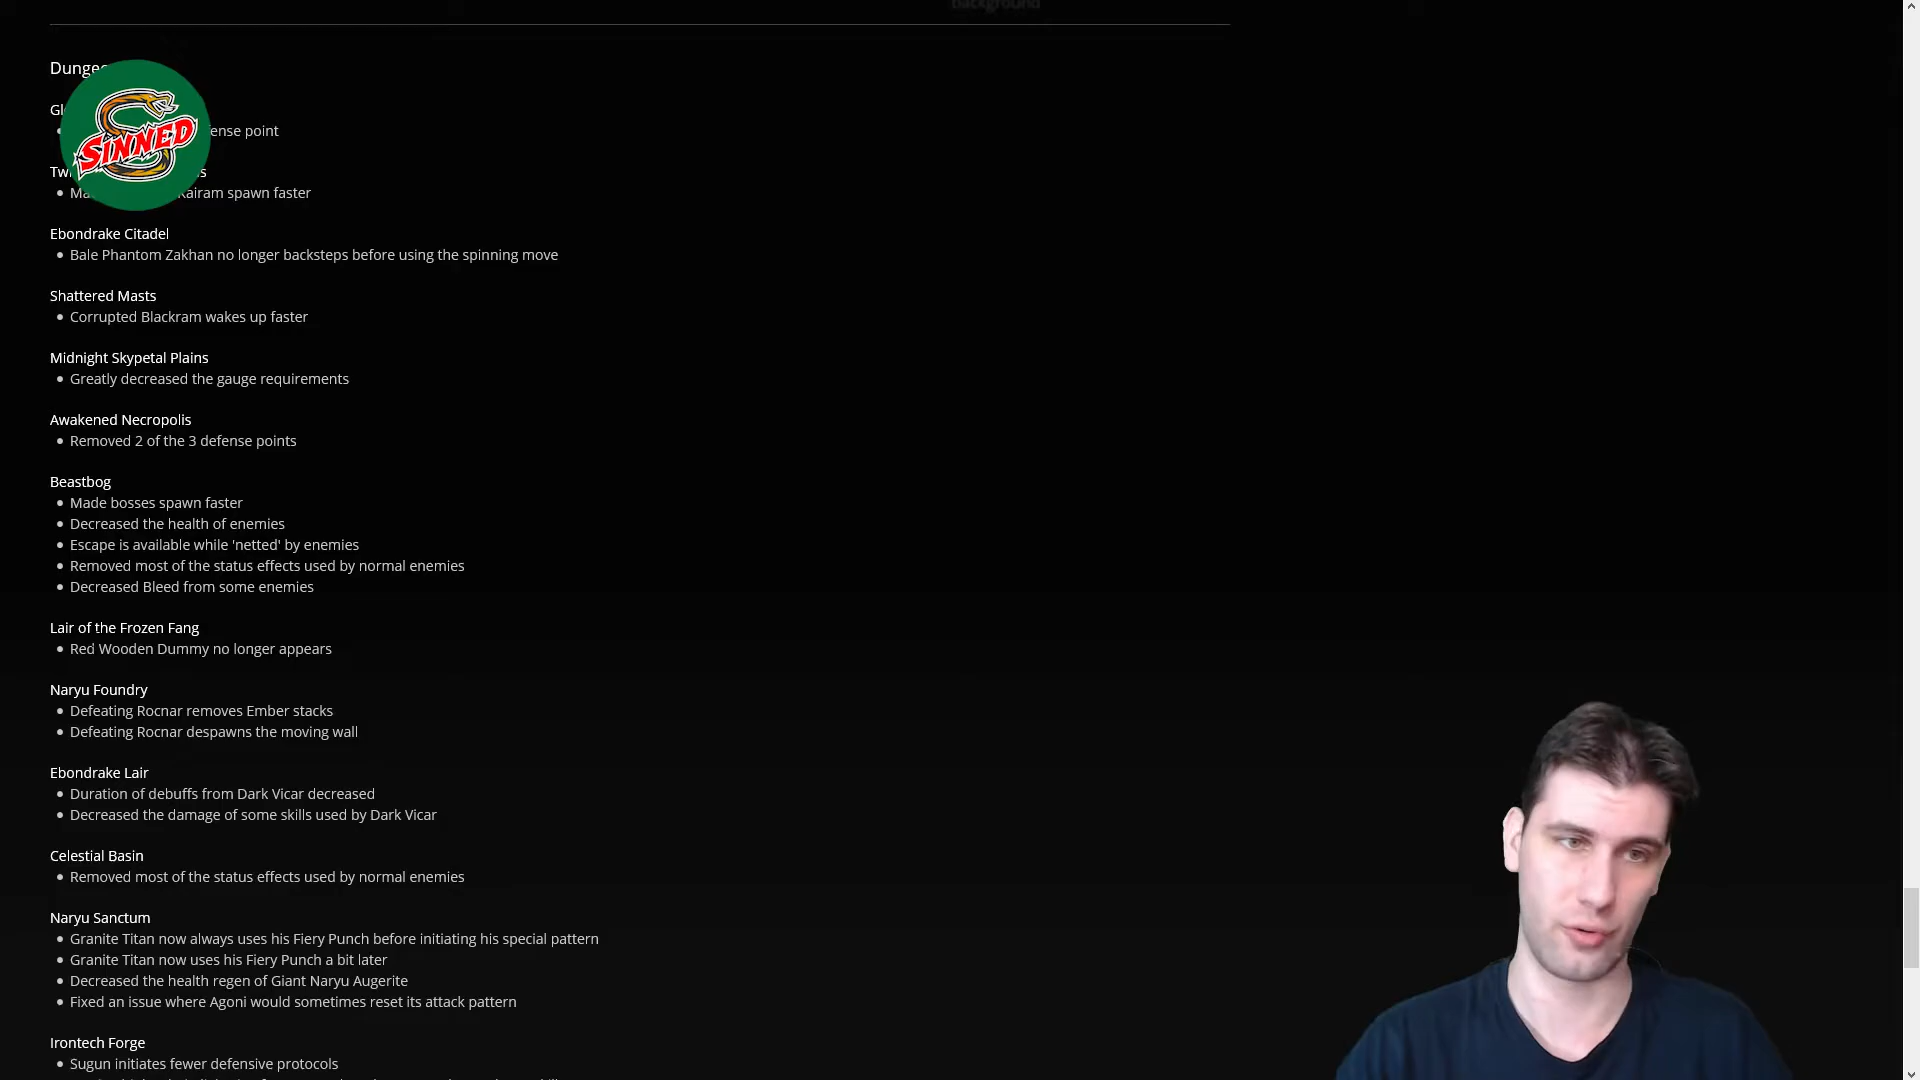 background
Gl
SINNED
ense point
Tw
s
Ma
airam spawn faster
Ebondrake Citadel
Bale Phantom Zakhan no longer backsteps before using the spinning move
Shattered Masts
Corrupted Blackram wakes up faster
Midnight Skypetal Plains
Greatly decreased the gauge requirements
Awakened Necropolis
Removed 2 of the 3 defense points
Beastbog
Made bosses spawn faster
Decreased the health of enemies
Escape is available while 'netted' by enemies
Removed most of the status effects used by normal enemies
Decreased Bleed from some enemies
Lair of the Frozen Fang
Red Wooden Dummy no longer appears
Naryu Foundry
Defeating Rocnar removes Ember stacks
Defeating Rocnar despawns the moving wall
Ebondrake Lair
Duration of debuffs from Dark Vicar decreased
Decreased the damage of some skills used by Dark Vicar
Celestial Basin
Removed most of the status effects used by normal enemies
Naryu Sanctum
Granite Titan now always uses his Fiery Punch before initiating his special pattern
Granite Titan now uses his Fiery Punch a bit later
Decreased the health regen of Giant Naryu Augerite
Fixed an issue where Agoni would sometimes reset its attack pattern
Irontech Forge
Sugun initiates fewer defensive protocols